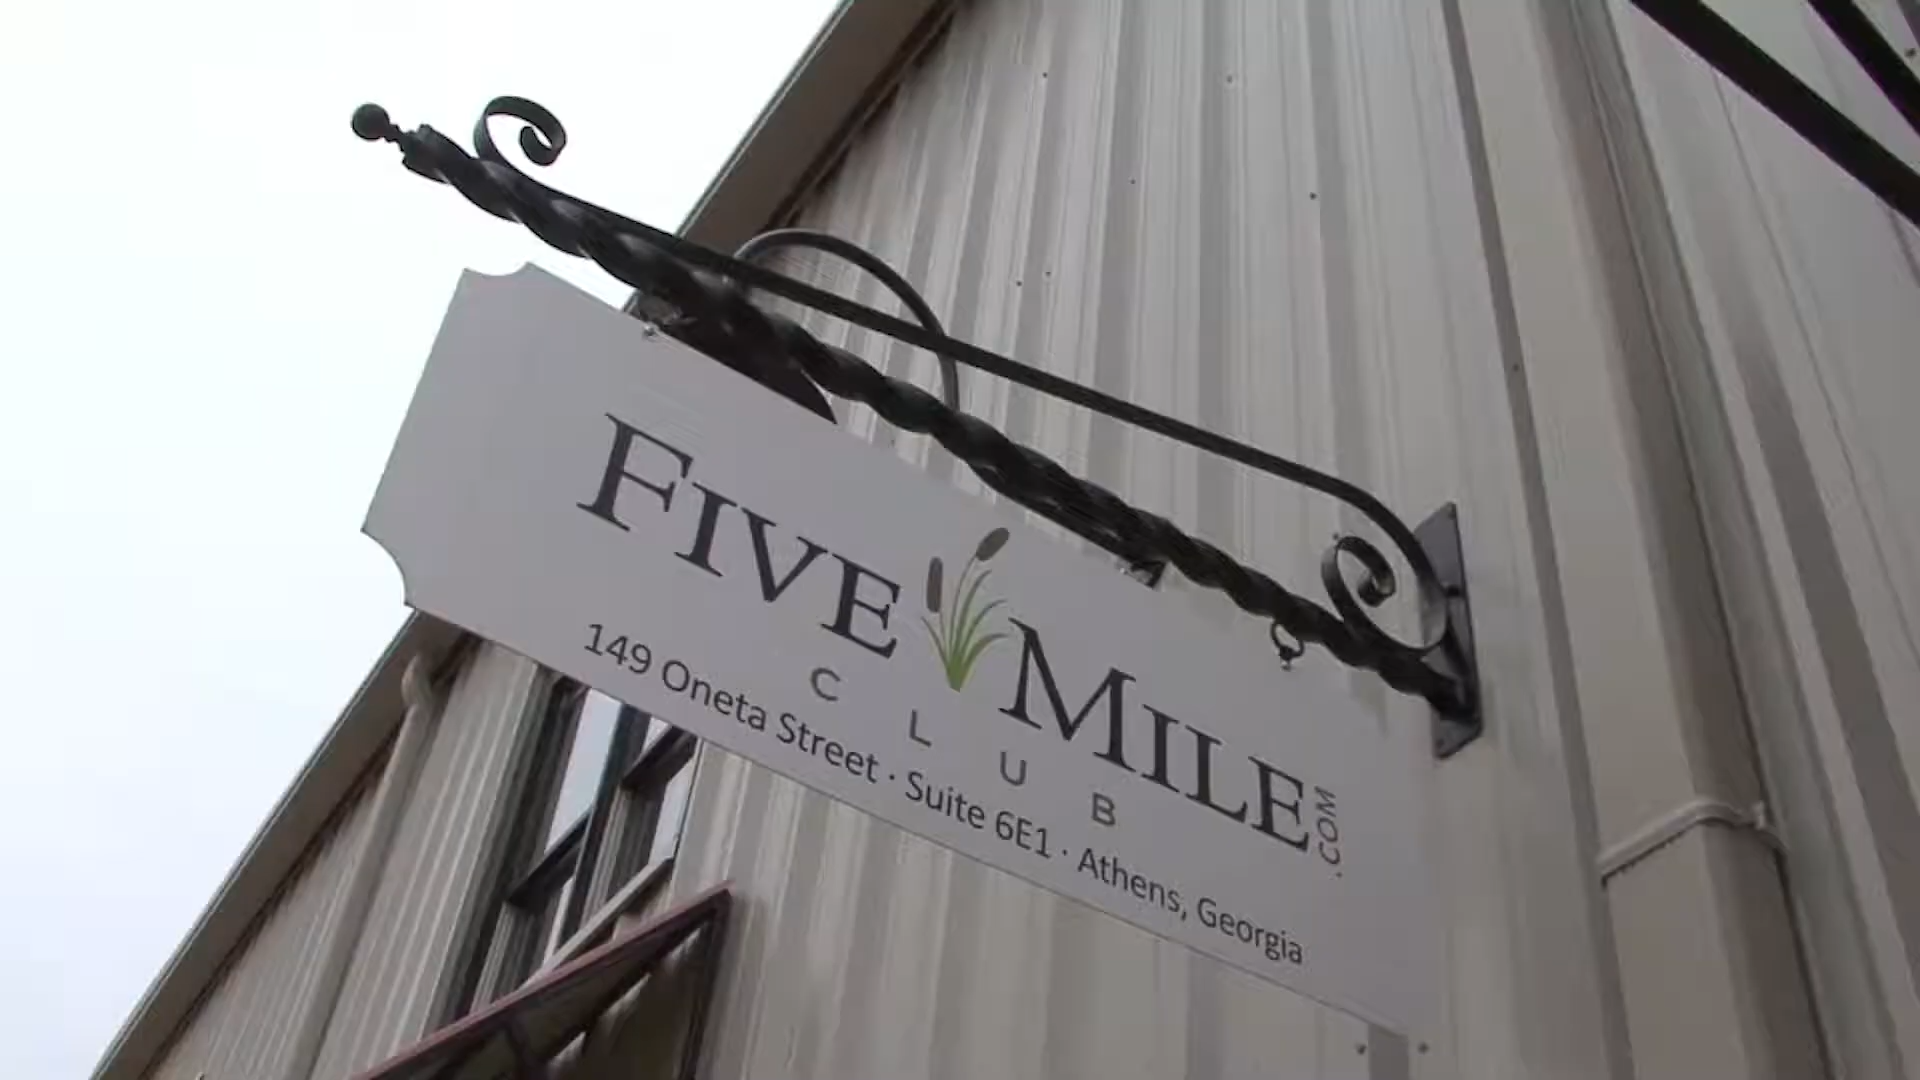 FIVE MILE .COM
CLUB
149 Oneta Street · Suite 6E1 · Athens, Georgia